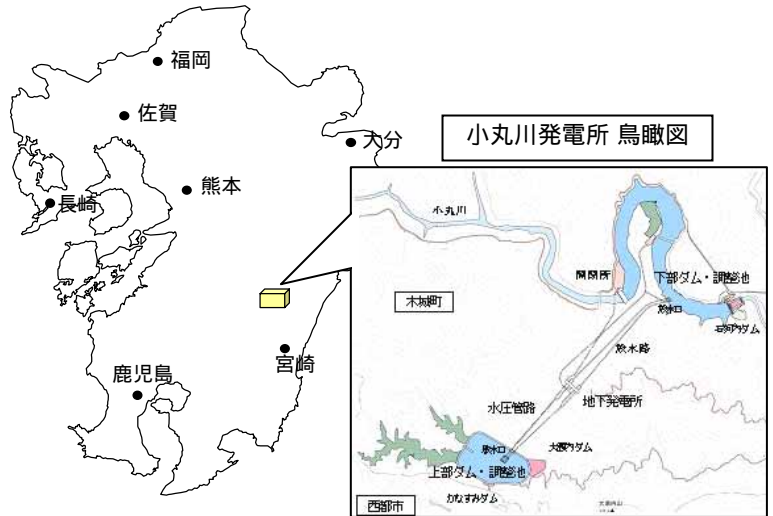 福岡
佐賀
大分
熊本
長崎
宮崎
鹿児島
小丸川発電所 鳥瞰図
小丸川
開閉所
下部ダム・調整池
木城町
放水口
石河内ダム
放水路
水圧管路
地下発電所
大瀬内ダム
上部ダム・調整池
かなすみダム
西都市